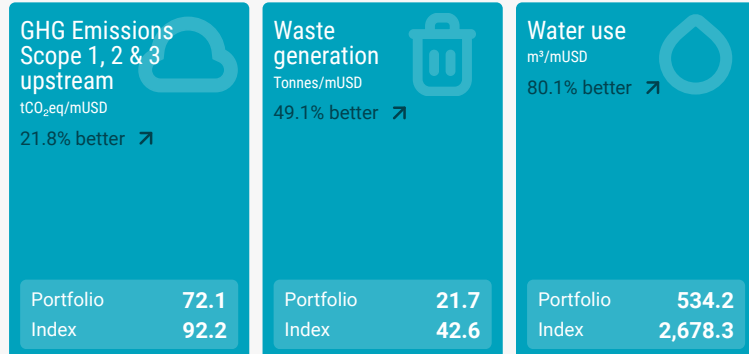 GHG Emissions
Scope 1, 2 & 3
upstream
tCO₂eq/mUSD
21.8% better
Portfolio 72.1
Index 92.2
Waste
generation
Tonnes/mUSD
49.1% better
Portfolio 21.7
Index 42.6
Water use
m³/mUSD
80.1% better
Portfolio 534.2
Index 2,678.3